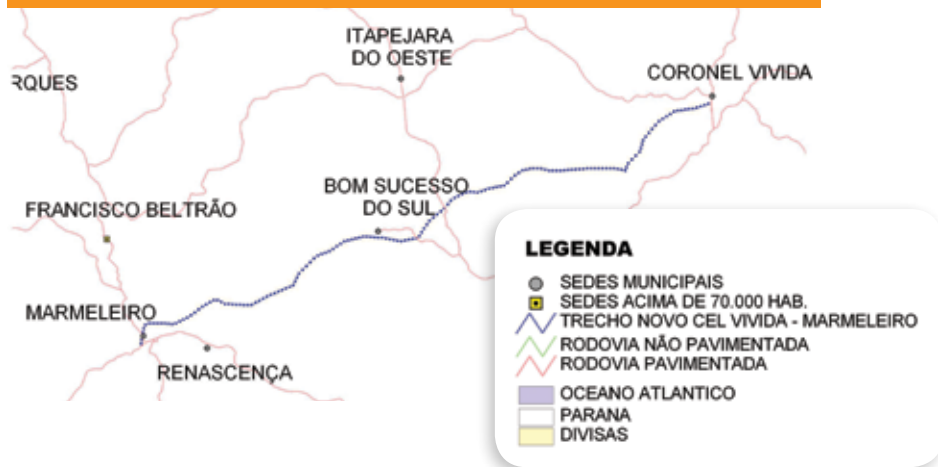 ITAPEJARA
DO OESTE
CORONEL VIVIDA
RQUES
BOM SUCESSO
DO SUL
FRANCISCO BELTRÃO
MARMELEIRO
RENASCENÇA
LEGENDA
SEDES MUNICIPAIS
SEDES ACIMA DE 70.000 HAB.
TRECHO NOVO CEL VIVIDA - MARMELEIRO
RODOVIA NÃO PAVIMENTADA
RODOVIA PAVIMENTADA
OCEANO ATLANTICO
PARANA
DIVISAS